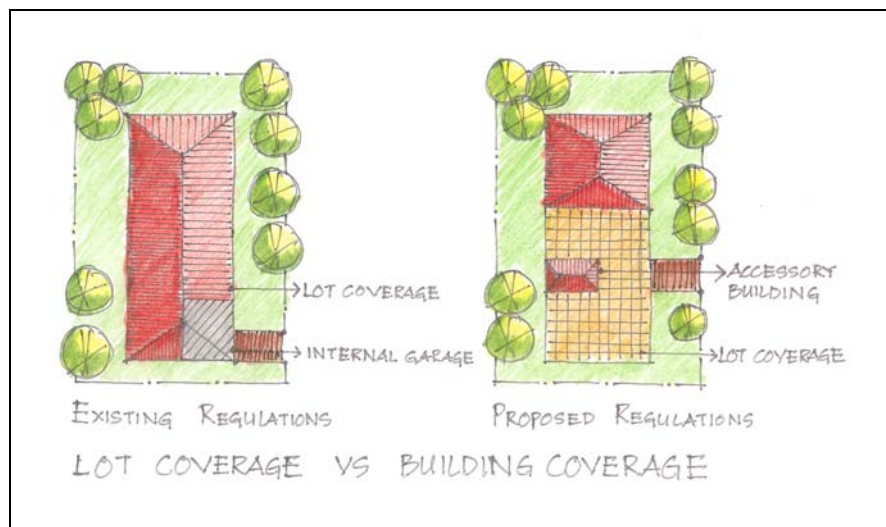 LOT COVERAGE
INTERNAL GARAGE
EXISTING REGULATIONS
ACCESSORY
BUILDING
LOT COVERAGE
PROPOSED REGULATIONS
LOT COVERAGE VS BUILDING COVERAGE